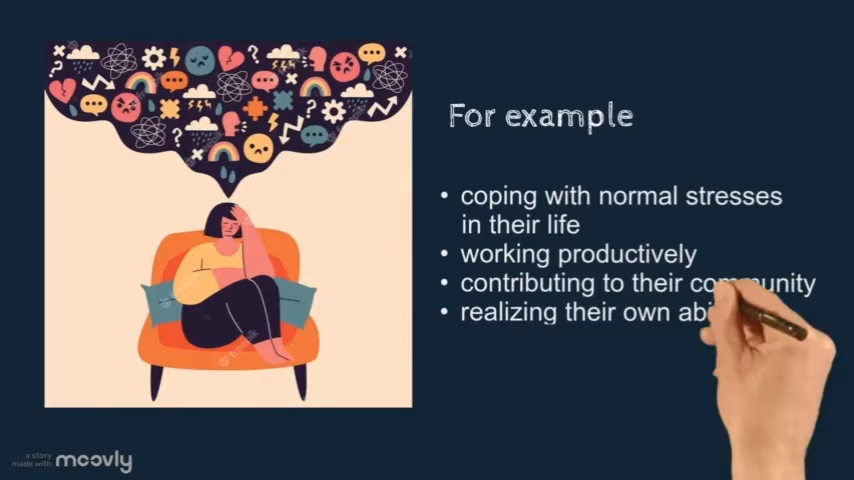 For example
• coping with normal stresses
in their life
• working productively
• contributing to their community
• realizing their own
a story
made with moovly